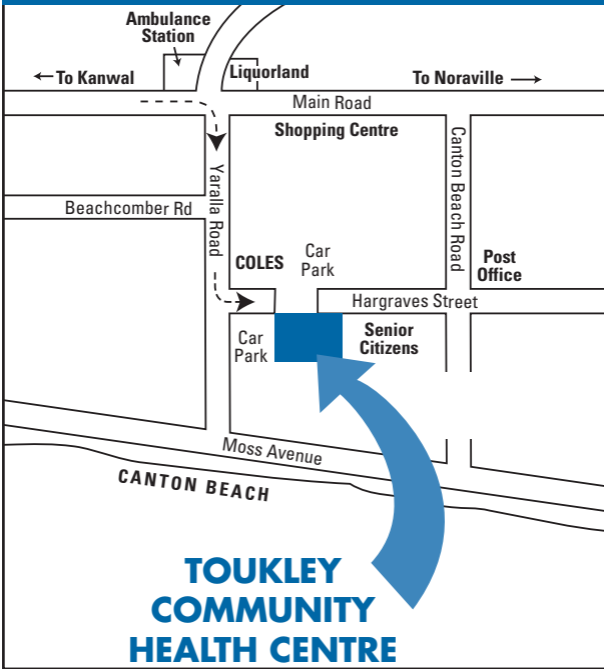 Ambulance
Station
To Kanwal
Liquorland
To Noraville
Main Road
Shopping Centre
Yaralla Road
Canton Beach Road
Beachcomber Rd
COLES
Car
Park
Post
Office
Hargraves Street
Car
Park
Senior
Citizens
Moss Avenue
CANTON BEACH
TOUKLEY
COMMUNITY
HEALTH CENTRE